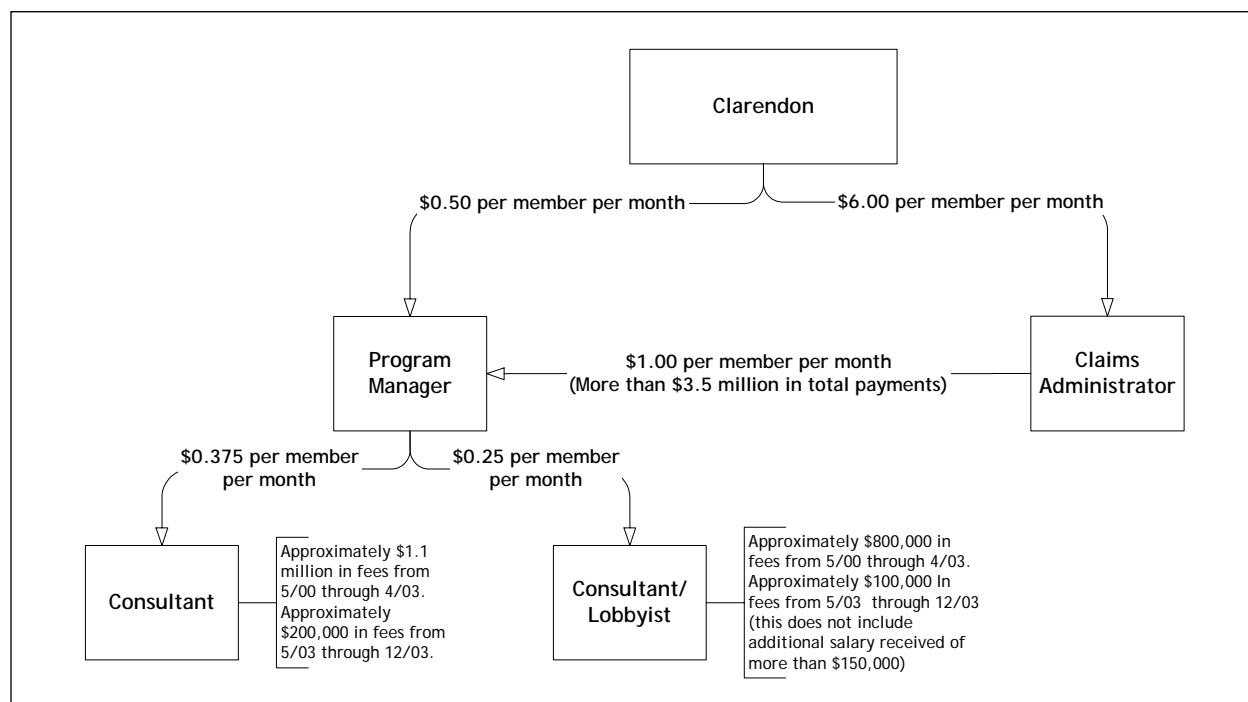 Clarendon
$0.50 per member per month
$6.00 per member per month
Program
Manager
$1.00 per member per month
(More than $3.5 million in total payments)
Claims
Administrator
$0.375 per member
per month
$0.25 per member
per month
Consultant
Approximately $1.1
million in fees from
5/00 through 4/03.
Approximately
$200,000 in fees from
5/03 through 12/03.
Consultant/
Lobbyist
Approximately $800,000 in
fees from 5/00 through 4/03.
Approximately $100,000 In
fees from 5/03 through 12/03
(this does not include
additional salary received of
more than $150,000)